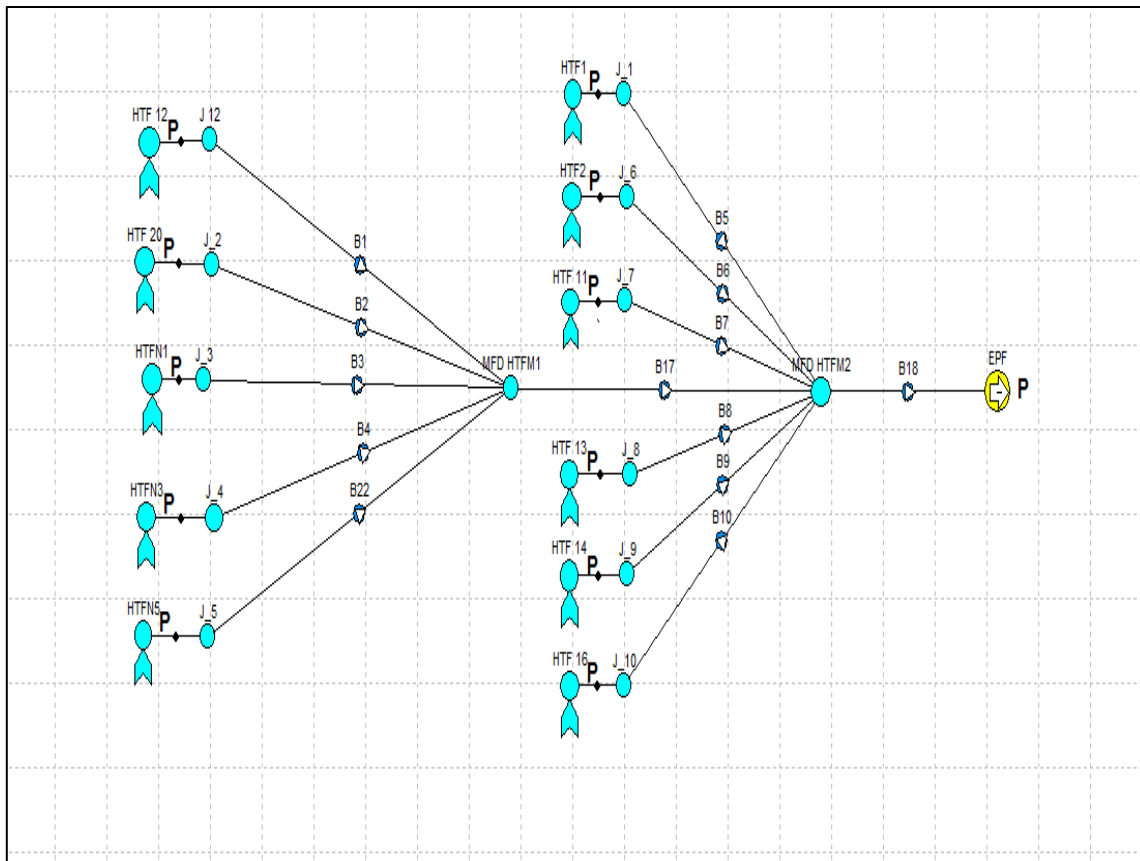 HTF1 J_1
P
HTF 12 J 12
P
HTF2 J_6
P
B5
HTF 20 J_2
P
B1
B6
HTF 11 J_7
P
B2
B7
HTFN1 J_3
P
B3
MFD HTFM1
B17
MFD HTFM2
B18
EPF
P
B8
B4
HTF 13 J_8
P
B9
HTFN3 J_4
P
B22
B10
HTF 14 J_9
P
HTFN5 J_5
P
HTF 16 J_10
P